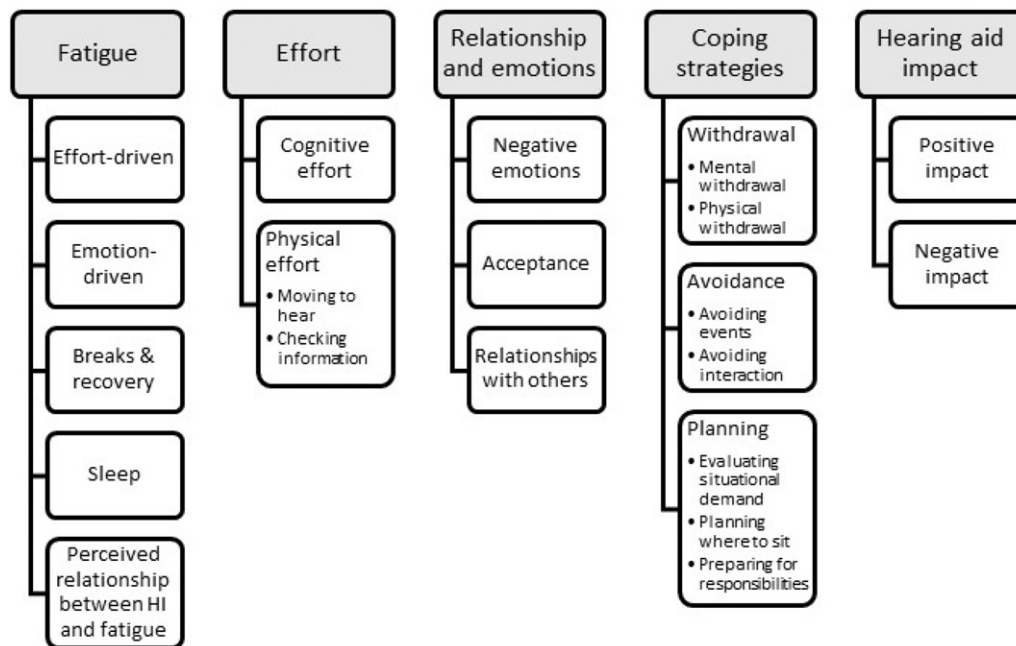 Fatigue
Effort-driven
Emotion-
driven
Breaks &
recovery
Sleep
Perceived
relationship
between HI
and fatigue
Effort
Cognitive
effort
Physical
effort
• Moving to
hear
• Checking
information
Relationship
and emotions
Negative
emotions
Acceptance
Relationships
with others
Coping
strategies
Withdrawal
• Mental
withdrawal
• Physical
withdrawal
Avoidance
• Avoiding
events
• Avoiding
interaction
Planning
• Evaluating
situational
demand
• Planning
where to sit
• Preparing for
responsibilities
Hearing aid
impact
Positive
impact
Negative
impact